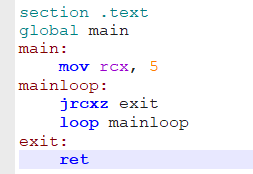 section .text
global main
main:
    mov rcx, 5
mainloop:
    jrcxz exit
    loop mainloop
exit:
    ret